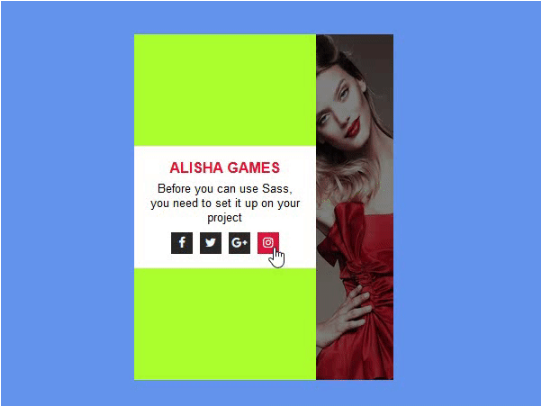 ALISHA GAMES
Before you can use Sass,
you need to set it up on your
project
f
G+